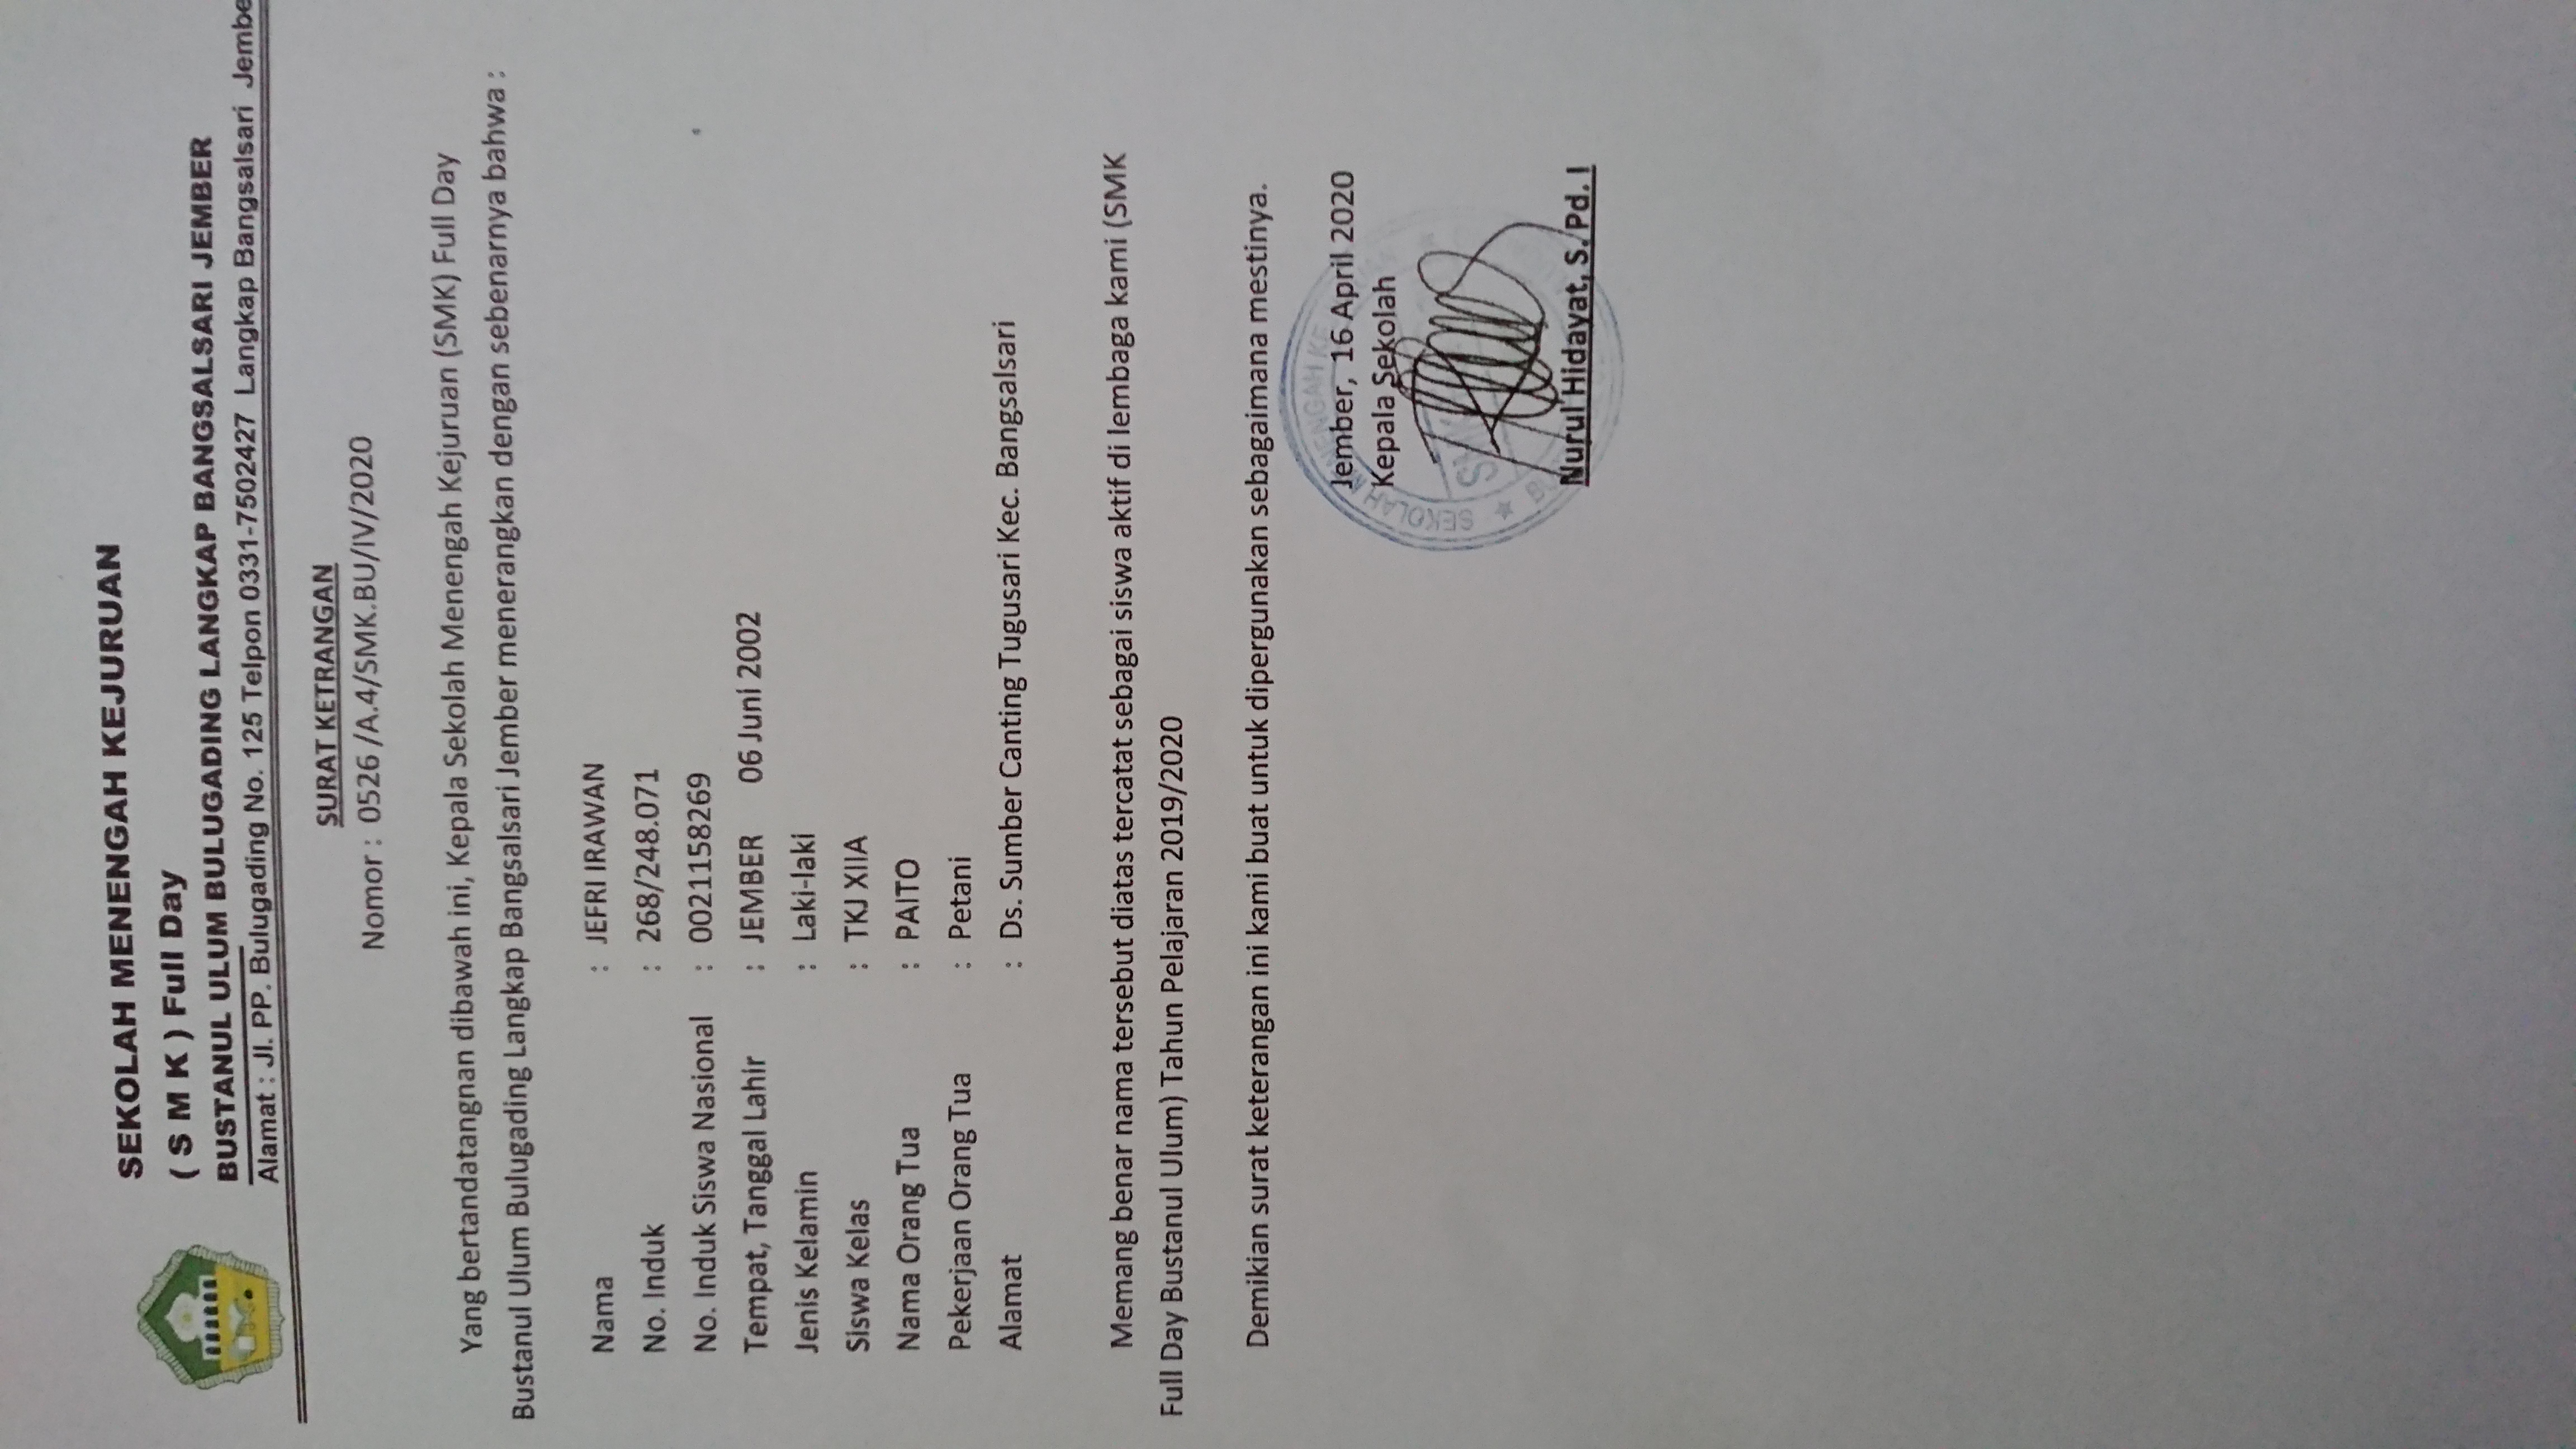 SEKOLAH MENENGAH KEJURUAN
( S M K ) Full Day
BUSTANUL ULUM BULUGADING LANGKAP BANGSALSARI JEMBER
Alamat : Jl. PP. Bulugading No. 125 Telpon 0331-7502427 Langkap Bangsalsari Jembe
SURAT KETRANGAN
Nomor : 0526 /A.4/SMK.BU/IV/2020
Yang bertandatangnan dibawah ini, Kepala Sekolah Menengah Kejuruan (SMK) Full Day
Bustanul Ulum Bulugading Langkap Bangsalsari Jember menerangkan dengan sebenarnya bahwa :
Nama : JEFRI IRAWAN
No. Induk : 268/248.071
No. Induk Siswa Nasional : 0021158269
Tempat, Tanggal Lahir : JEMBER 06 Juni 2002
Jenis Kelamin : Laki-laki
Siswa Kelas : TKJ XIIA
Nama Orang Tua : PAITO
Pekerjaan Orang Tua : Petani
Alamat : Ds. Sumber Canting Tugusari Kec. Bangsalsari
Memang benar nama tersebut diatas tercatat sebagai siswa aktif di lembaga kami (SMK
Full Day Bustanul Ulum) Tahun Pelajaran 2019/2020
Demikian surat keterangan ini kami buat untuk dipergunakan sebagaimana mestinya.
Jember, 16 April 2020
Kepala Sekolah
SEKOLAH MENENGAH
Nurul Hidayat, S. Pd. I